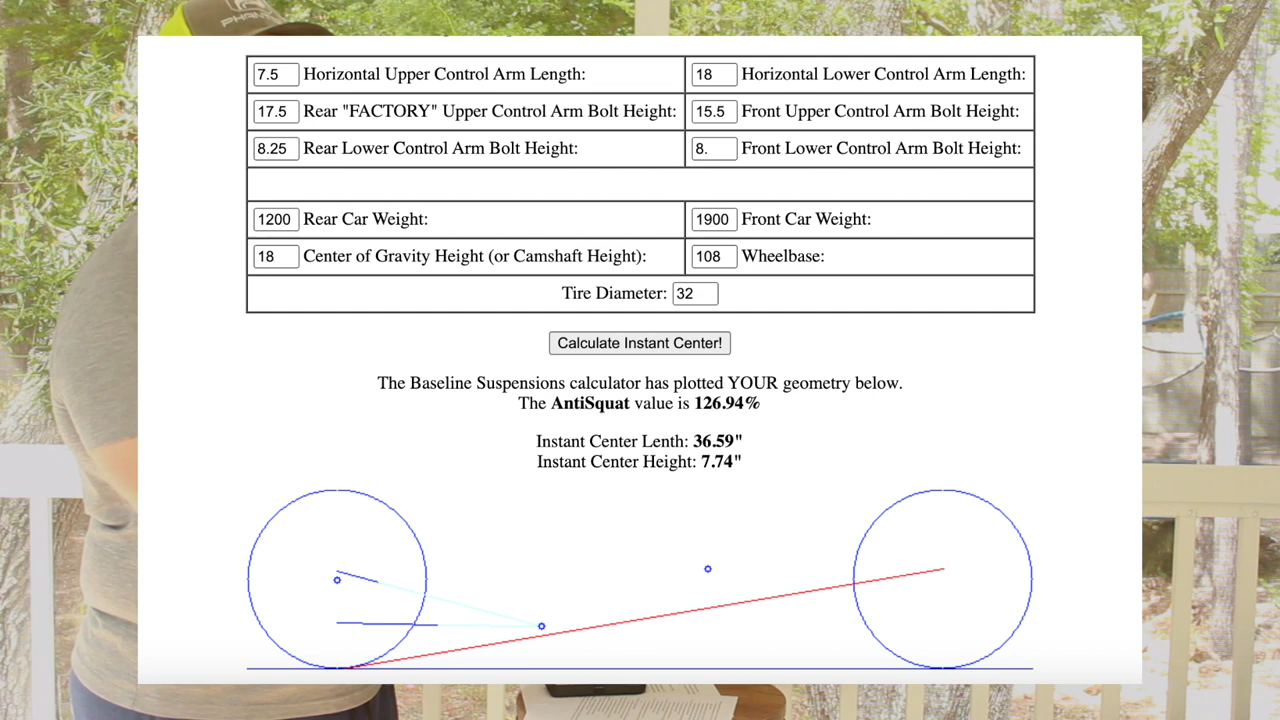 7.5 Horizontal Upper Control Arm Length: 18 Horizontal Lower Control Arm Length:
17.5 Rear "FACTORY" Upper Control Arm Bolt Height: 15.5 Front Upper Control Arm Bolt Height:
8.25 Rear Lower Control Arm Bolt Height: 8. Front Lower Control Arm Bolt Height:
1200 Rear Car Weight: 1900 Front Car Weight:
18 Center of Gravity Height (or Camshaft Height): 108 Wheelbase:
Tire Diameter: 32
Calculate Instant Center!
The Baseline Suspensions calculator has plotted YOUR geometry below.
The AntiSquat value is 126.94%
Instant Center Lenth: 36.59"
Instant Center Height: 7.74"